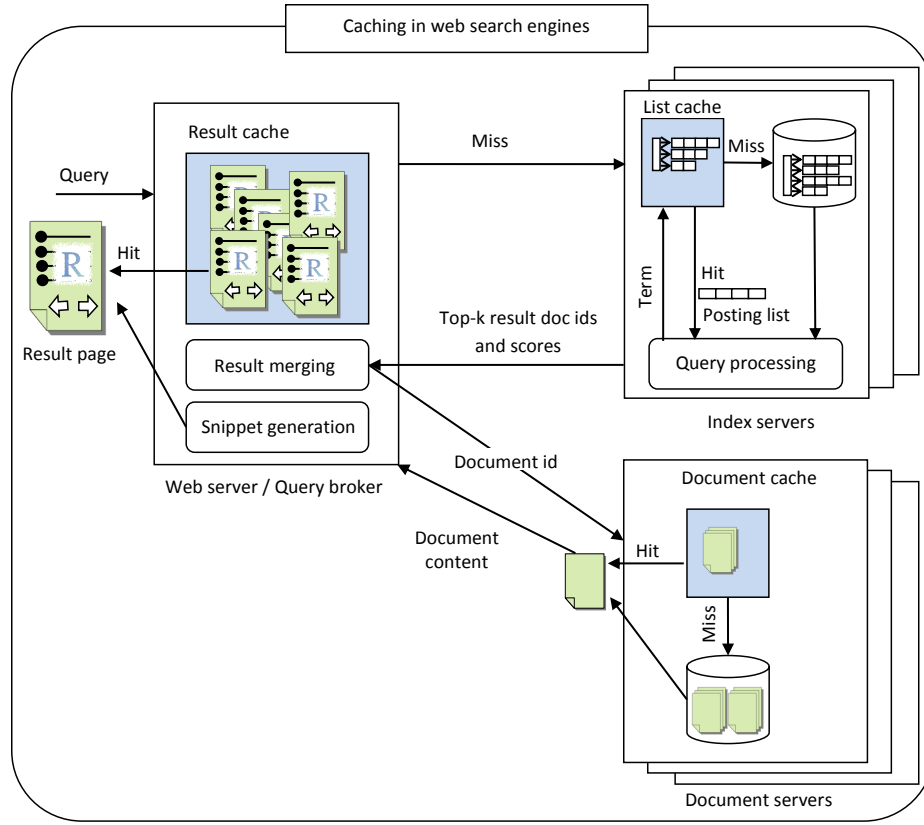 Caching in web search engines
Query
Result cache
R
R
R
R
R
Hit
R
Result page
Result merging
Snippet generation
Web server / Query broker
Miss
List cache
Miss
Term
Hit
Posting list
Query processing
Index servers
Top-k result doc ids
and scores
Document id
Document
content
Document cache
Hit
Miss
Document servers